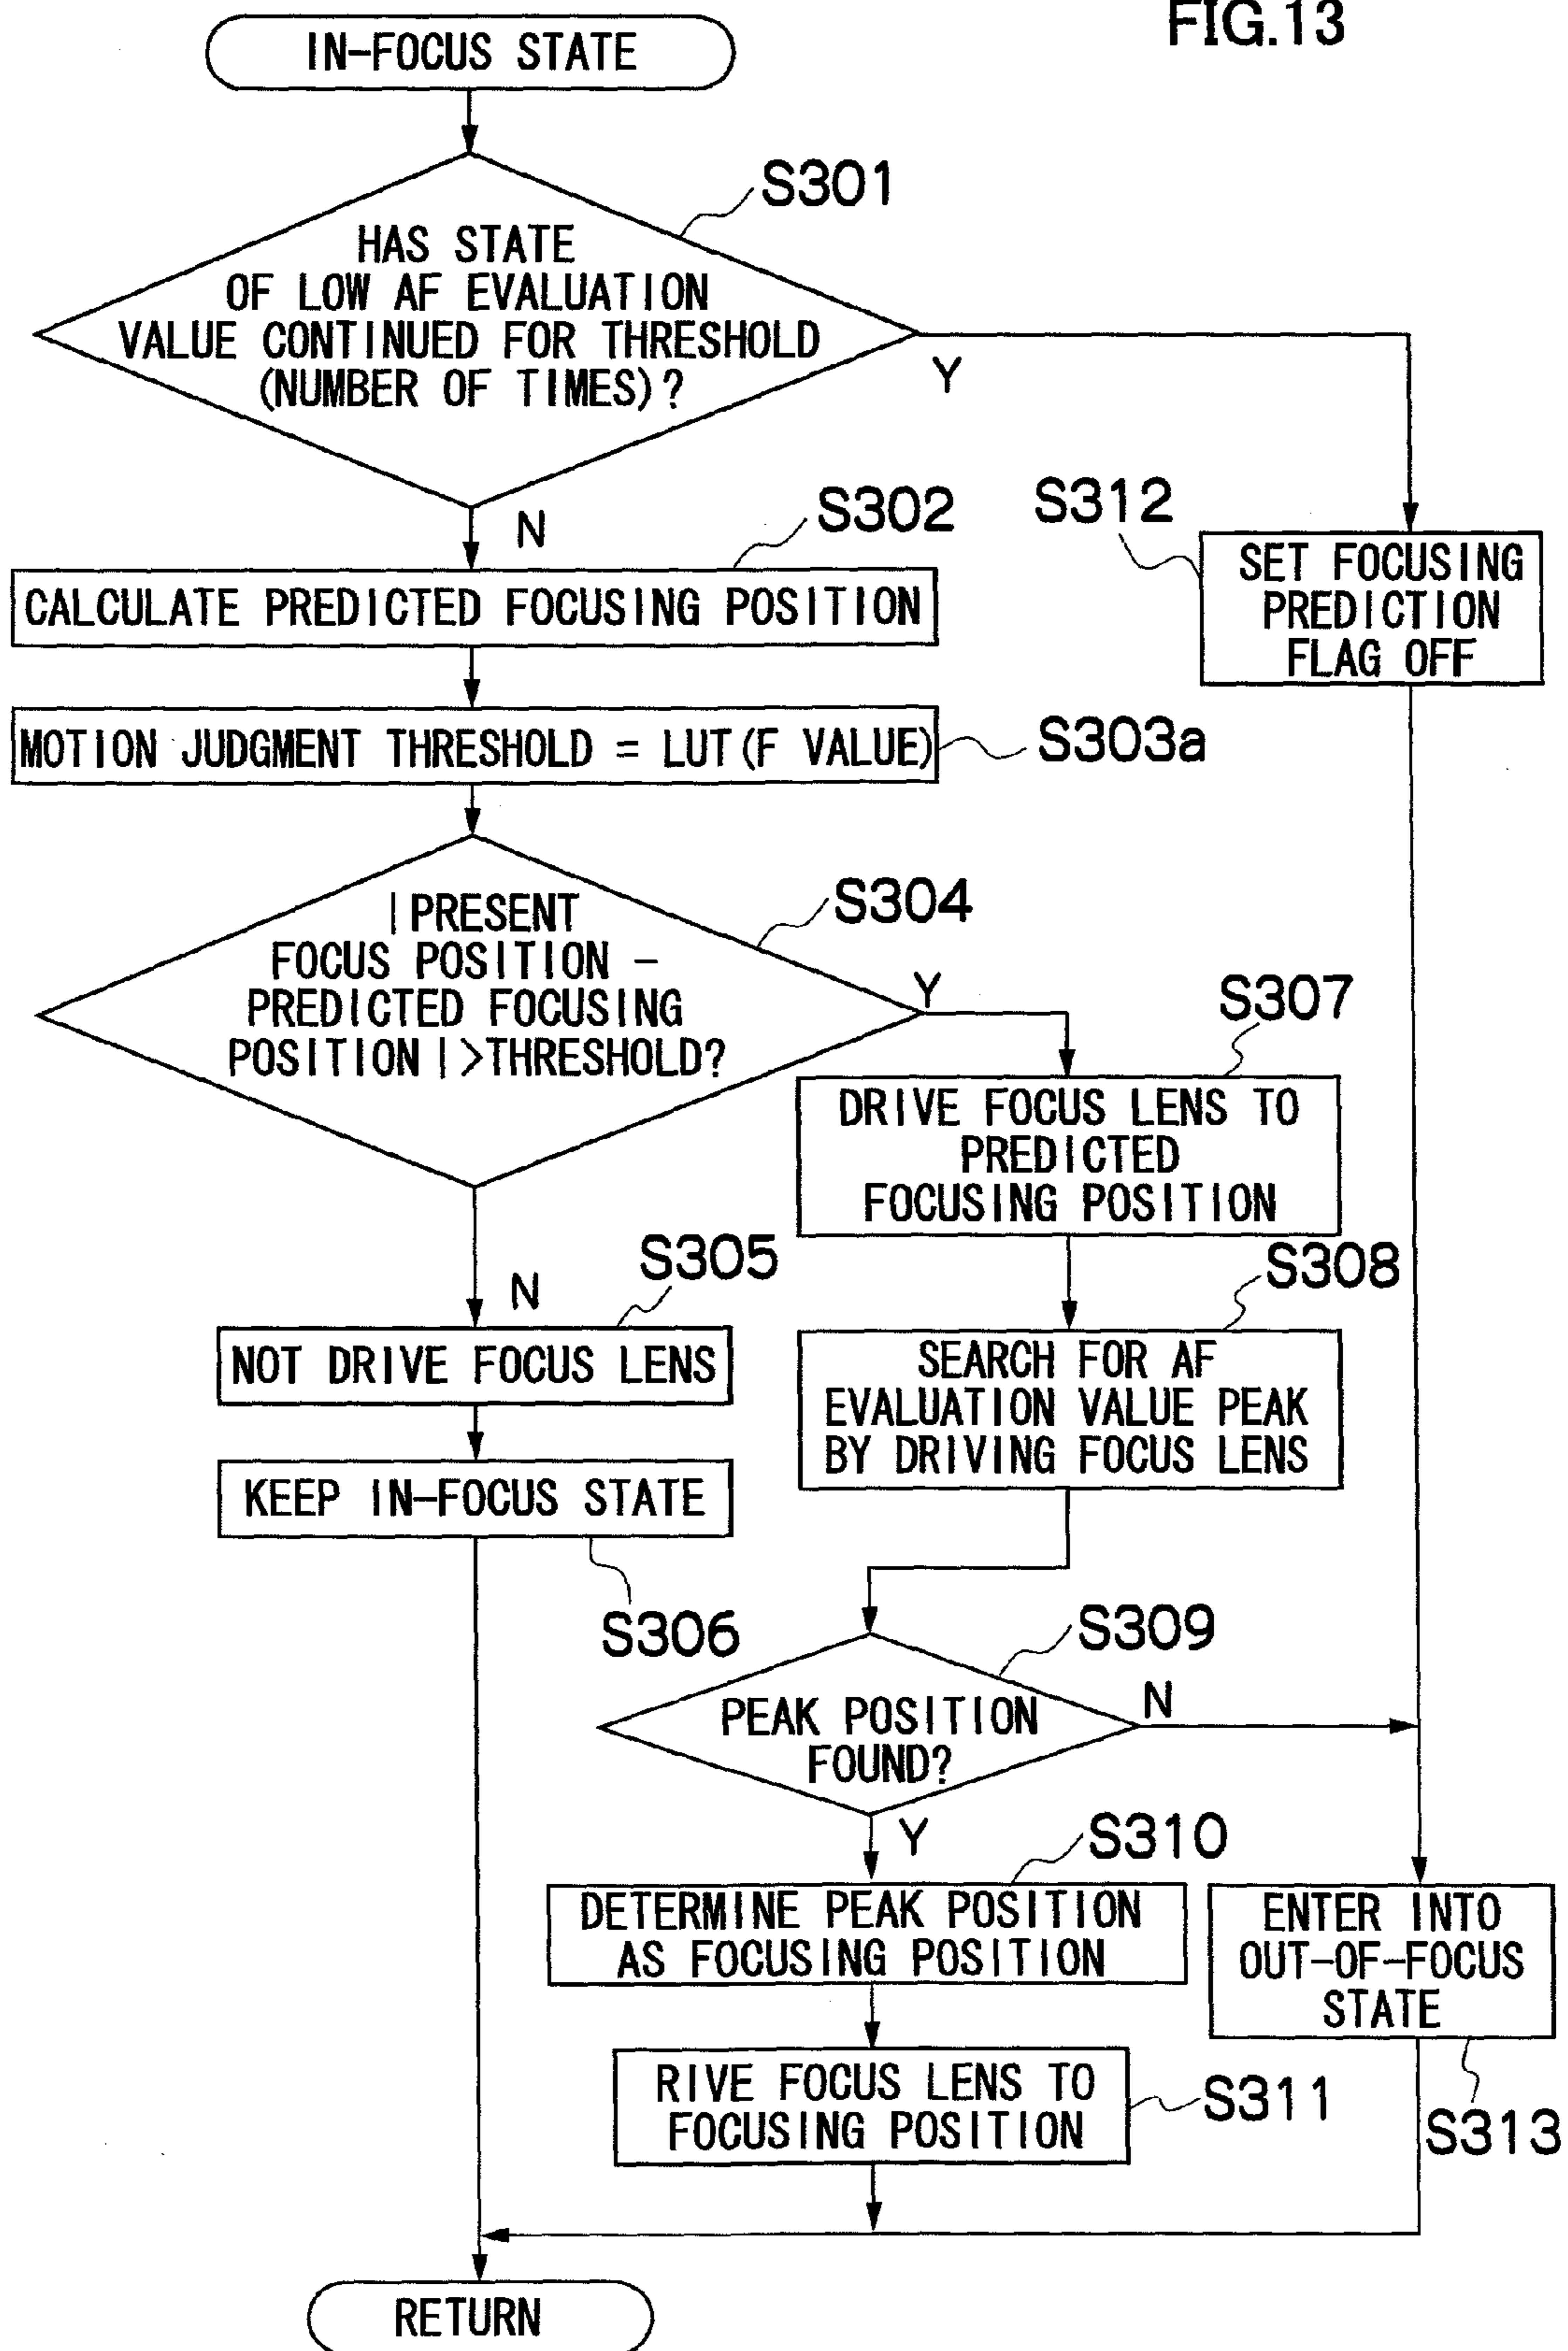 FIG.13
IN-FOCUS STATE
S301
HAS STATE
OF LOW AF EVALUATION
VALUE CONTINUED FOR THRESHOLD
(NUMBER OF TIMES)?
Y
N
S302
CALCULATE PREDICTED FOCUSING POSITION
S312
SET FOCUSING
PREDICTION
FLAG OFF
MOTION JUDGMENT THRESHOLD = LUT(F VALUE)
S303a
S304
|PRESENT
FOCUS POSITION -
PREDICTED FOCUSING
POSITION|>THRESHOLD?
Y
N
S307
DRIVE FOCUS LENS TO
PREDICTED
FOCUSING POSITION
S305
NOT DRIVE FOCUS LENS
S308
SEARCH FOR AF
EVALUATION VALUE PEAK
BY DRIVING FOCUS LENS
KEEP IN-FOCUS STATE
S306
S309
PEAK POSITION
FOUND?
N
Y
S310
DETERMINE PEAK POSITION
AS FOCUSING POSITION
ENTER INTO
OUT-OF-FOCUS
STATE
S313
RIVE FOCUS LENS TO
FOCUSING POSITION
S311
RETURN